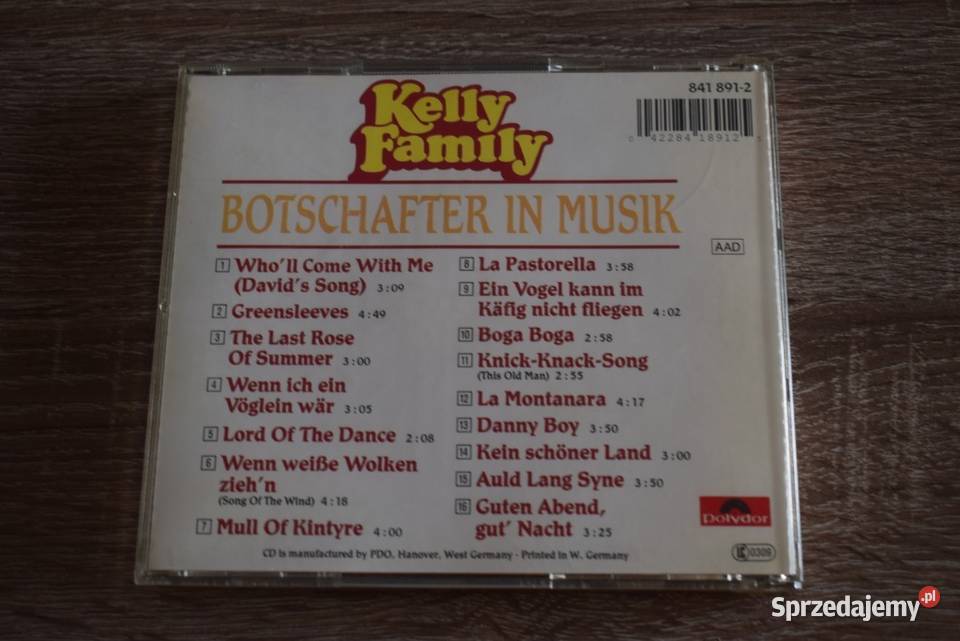 Kelly
Family
841 891-2
0 42284 18912 5
BOTSCHAFTER IN MUSIK
AAD
1 Who'll Come With Me
(David's Song) 3:09
2 Greensleeves 4:49
3 The Last Rose
Of Summer 3:00
4 Wenn ich ein
Vöglein wär 3:05
5 Lord Of The Dance 2:08
6 Wenn weiße Wolken
zieh'n
(Song Of The Wind) 4:18
7 Mull Of Kintyre 4:00
8 La Pastorella 3:58
9 Ein Vogel kann im
Käfig nicht fliegen 4:02
10 Boga Boga 2:58
11 Knick-Knack-Song
(This Old Man) 2:55
12 La Montanara 4:17
13 Danny Boy 3:50
14 Kein schöner Land 3:00
15 Auld Lang Syne 3:50
16 Guten Abend,
gut' Nacht 3:25
Polydor
CD is manufactured by PDO, Hanover, West Germany · Printed in W. Germany
LC 0309
Sprzedajemy.pl